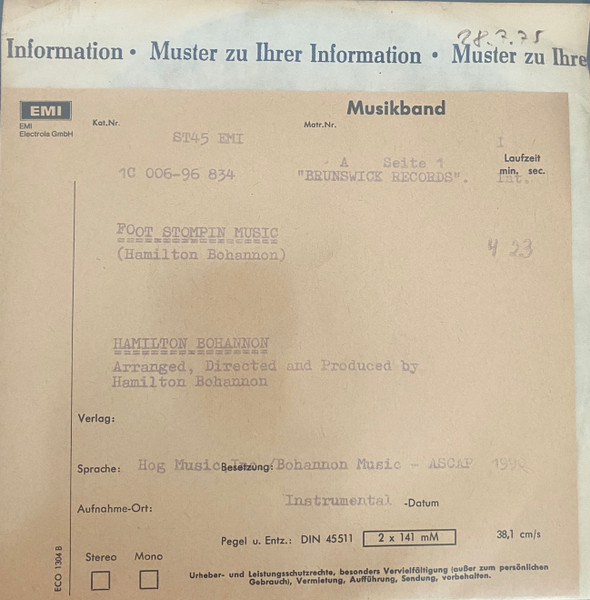 28.7.75
Information • Muster zu Ihrer Information • Muster zu Ihre
EMI
EMI
Electrola GmbH
Musikband
Kat.Nr.
Matr.Nr.
ST45 EMI
I
A Seite 1
Laufzeit
min. sec.
1C 006-96 834
"BRUNSWICK RECORDS".
Int.
FOOT STOMPIN MUSIC
(Hamilton Bohannon)
4 23
HAMILTON BOHANNON
Arranged, Directed and Produced by
Hamilton Bohannon
Verlag:
Sprache:
Hog Music Inc./Bohannon Music - ASCAP
Besetzung:
Instrumental
Aufnahme-Ort:
-Datum
Pegel u. Entz.: DIN 45511
2 x 141 mM
38,1 cm/s
Stereo
Mono
ECO 1304 B
Urheber- und Leistungsschutzrechte, besonders Vervielfältigung (außer zum persönlichen
Gebrauch), Vermietung, Aufführung, Sendung, vorbehalten.